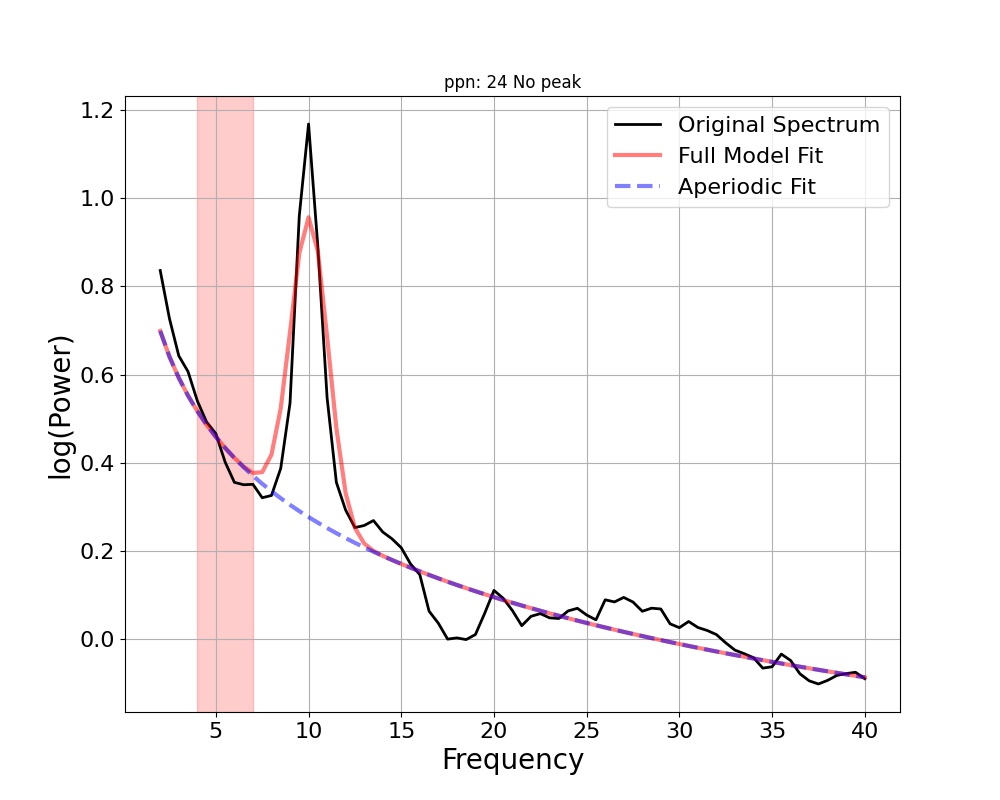 ppn: 24 No peak
Original Spectrum
Full Model Fit
Aperiodic Fit
log(Power)
1.2
1.0
0.8
0.6
0.4
0.2
0.0
5 10 15 20 25 30 35 40
Frequency